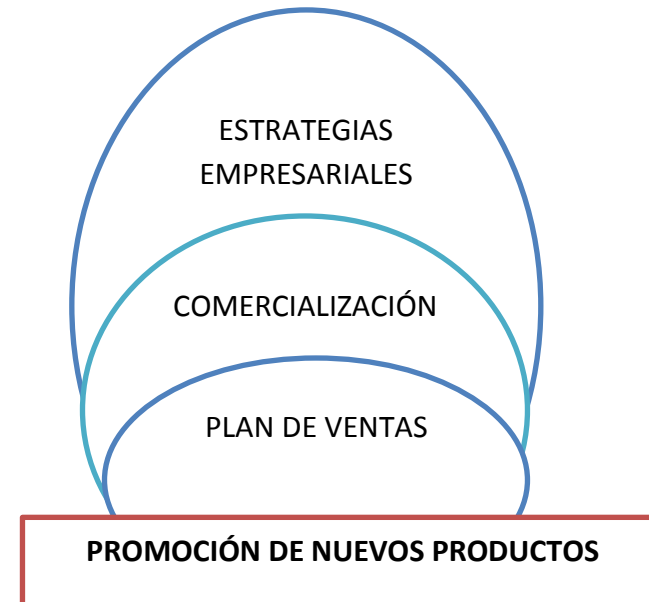 ESTRATEGIAS
EMPRESARIALES
COMERCIALIZACIÓN
PLAN DE VENTAS
PROMOCIÓN DE NUEVOS PRODUCTOS